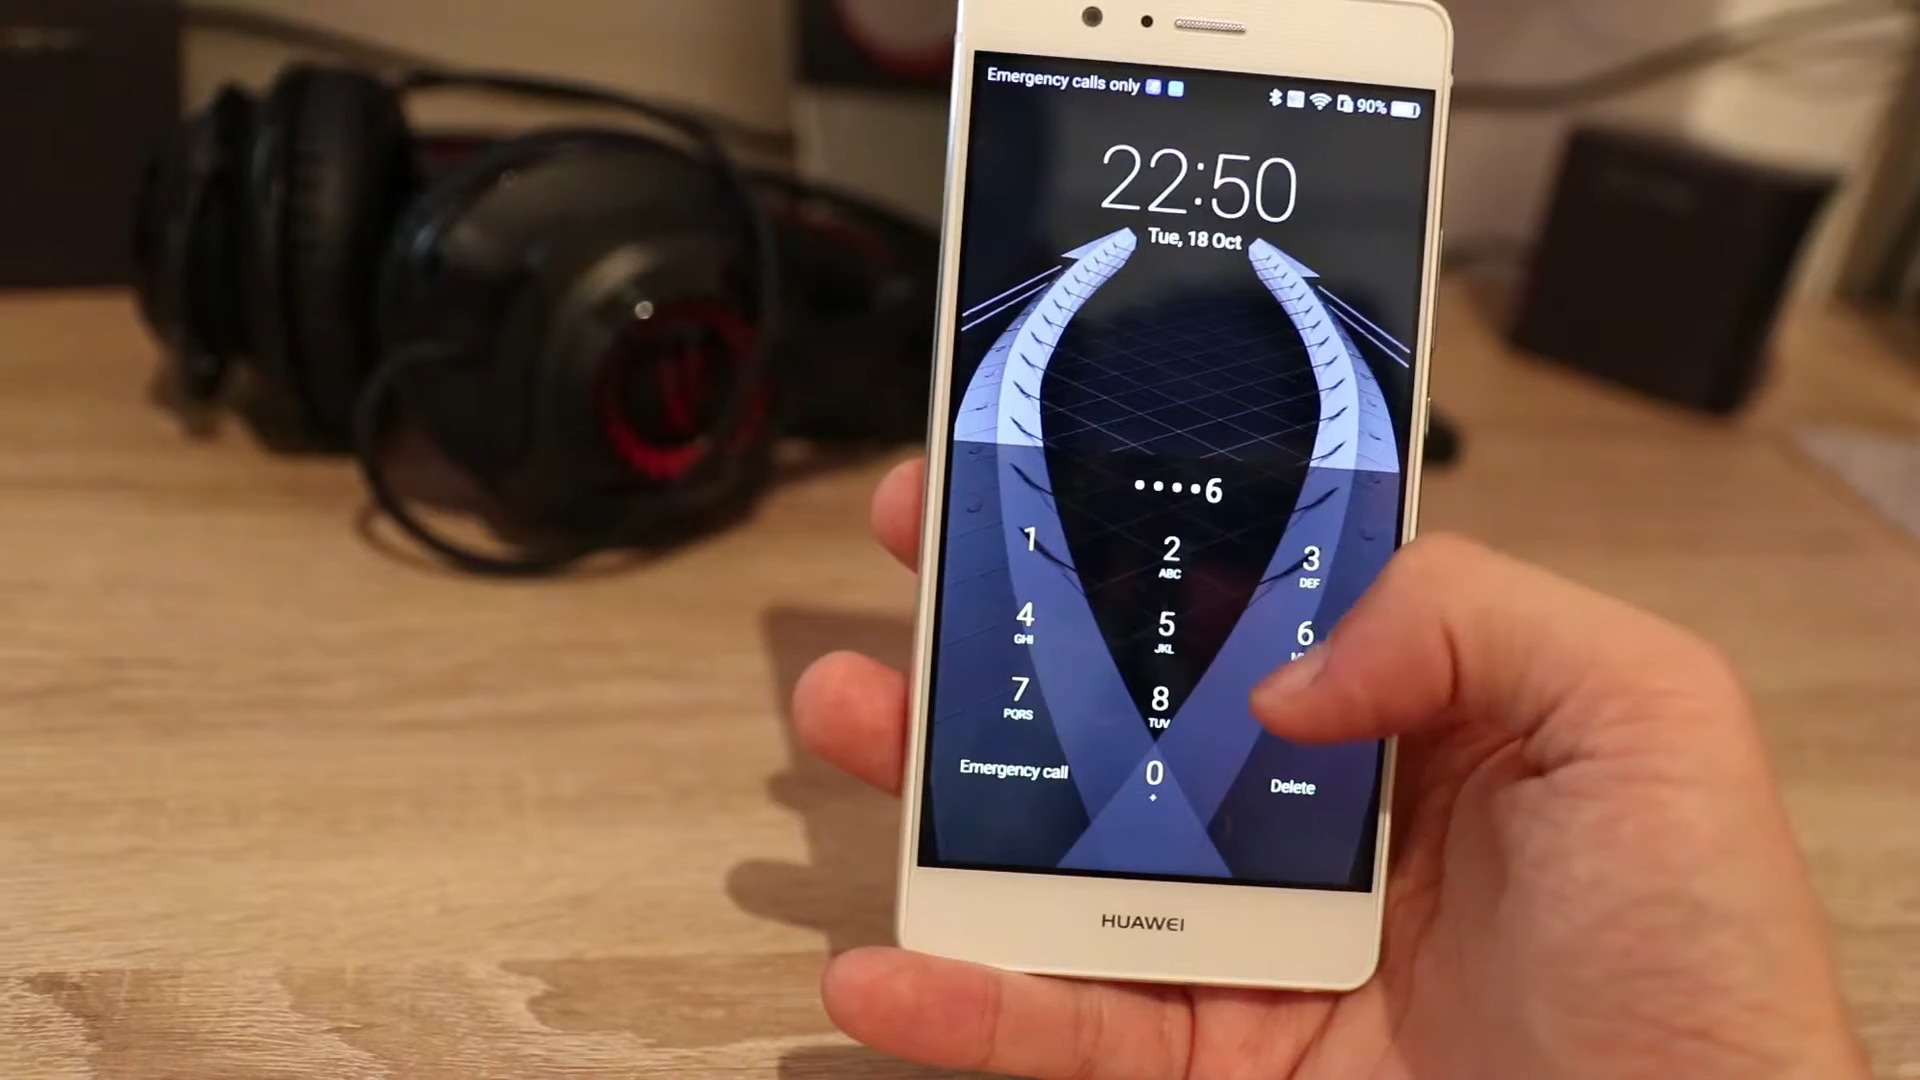 Emergency calls only
90%
22:50
Tue, 18 Oct
••••6
1
2
ABC
3
DEF
4
GHI
5
JKL
6
7
PQRS
8
TUV
Emergency call
0
+
Delete
HUAWEI